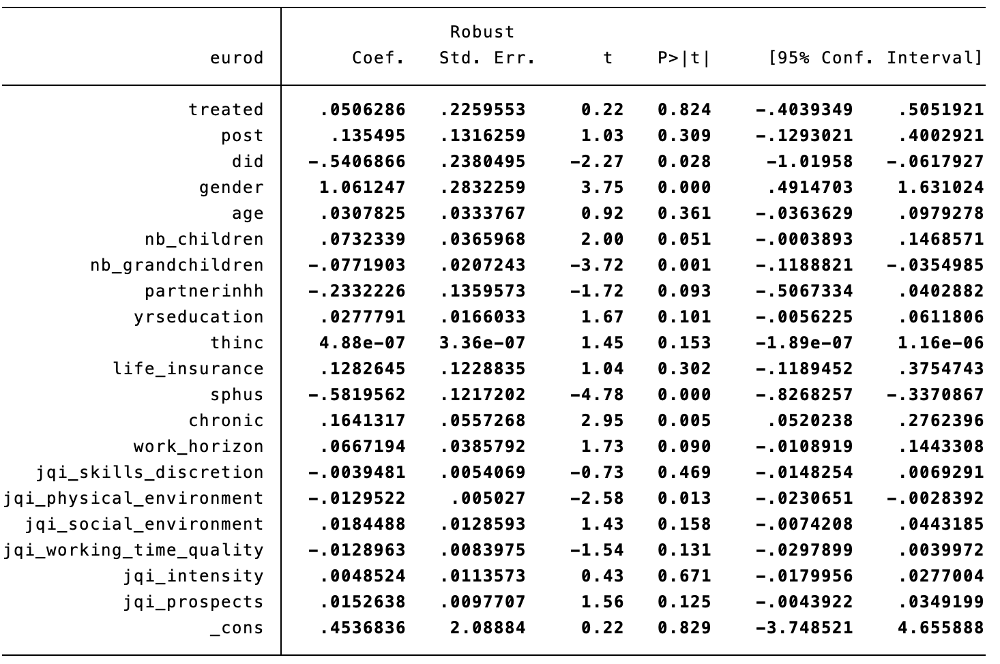 Robust
eurod Coef. Std. Err. t P>|t| [95% Conf. Interval]
treated .0506286 .2259553 0.22 0.824 -.4039349 .5051921
post .135495 .1316259 1.03 0.309 -.1293021 .4002921
did -.5406866 .2380495 -2.27 0.028 -1.01958 -.0617927
gender 1.061247 .2832259 3.75 0.000 .4914703 1.631024
age .0307825 .0333767 0.92 0.361 -.0363629 .0979278
nb_children .0732339 .0365968 2.00 0.051 -.0003893 .1468571
nb_grandchildren -.0771903 .0207243 -3.72 0.001 -.1188821 -.0354985
partnerinhh -.2332226 .1359573 -1.72 0.093 -.5067334 .0402882
yrseducation .0277791 .0166033 1.67 0.101 -.0056225 .0611806
thinc 4.88e-07 3.36e-07 1.45 0.153 -1.89e-07 1.16e-06
life_insurance .1282645 .1228835 1.04 0.302 -.1189452 .3754743
sphus -.5819562 .1217202 -4.78 0.000 -.8268257 -.3370867
chronic .1641317 .0557268 2.95 0.005 .0520238 .2762396
work_horizon .0667194 .0385792 1.73 0.090 -.0108919 .1443308
jqi_skills_discretion -.0039481 .0054069 -0.73 0.469 -.0148254 .0069291
jqi_physical_environment -.0129522 .005027 -2.58 0.013 -.0230651 -.0028392
jqi_social_environment .0184488 .0128593 1.43 0.158 -.0074208 .0443185
jqi_working_time_quality -.0128963 .0083975 -1.54 0.131 -.0297899 .0039972
jqi_intensity .0048524 .0113573 0.43 0.671 -.0179956 .0277004
jqi_prospects .0152638 .0097707 1.56 0.125 -.0043922 .0349199
_cons .4536836 2.08884 0.22 0.829 -3.748521 4.655888